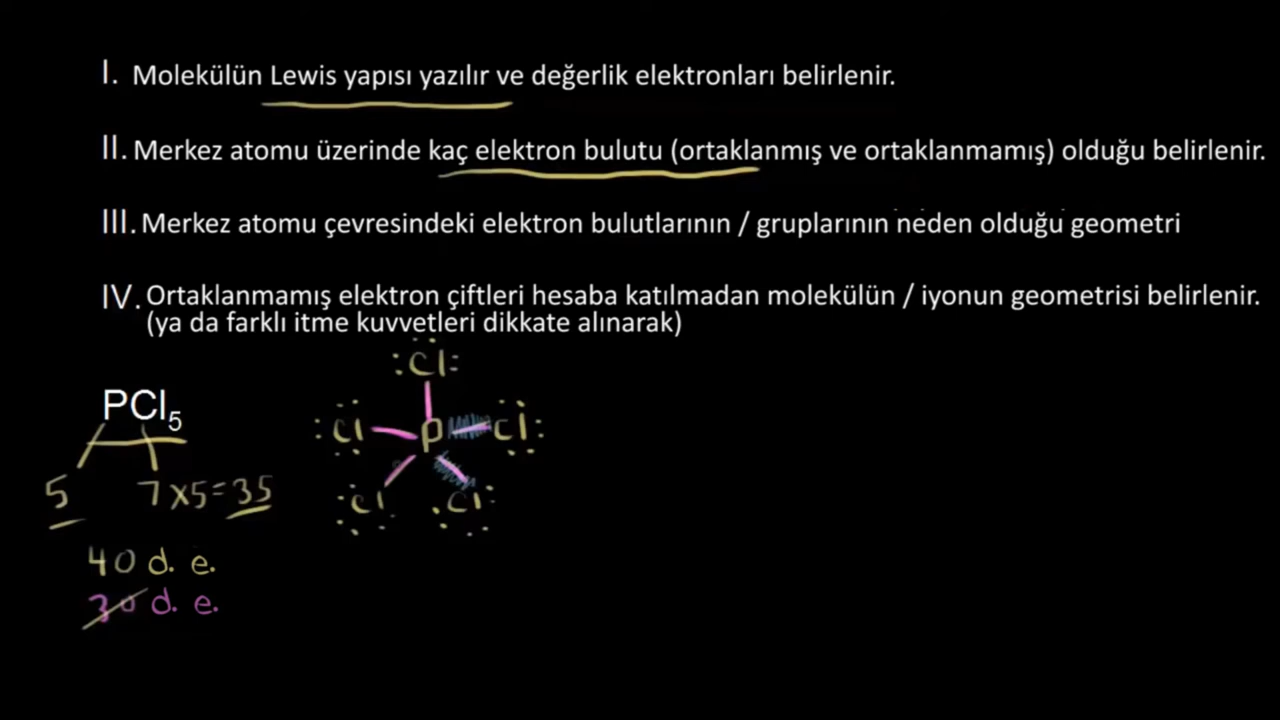 I. Molekülün Lewis yapısı yazılır ve değerlik elektronları belirlenir.
II. Merkez atomu üzerinde kaç elektron bulutu (ortaklanmış ve ortaklanmamış) olduğu belirlenir.
III. Merkez atomu çevresindeki elektron bulutlarının / gruplarının neden olduğu geometri
IV. Ortaklanmamış elektron çiftleri hesaba katılmadan molekülün / iyonun geometrisi belirlenir.
(ya da farklı itme kuvvetleri dikkate alınarak)
:Cl:
PCl5
:Cl P Cl:
5 7x5=35
Cl Cl
40 d. e.
30 d. e.